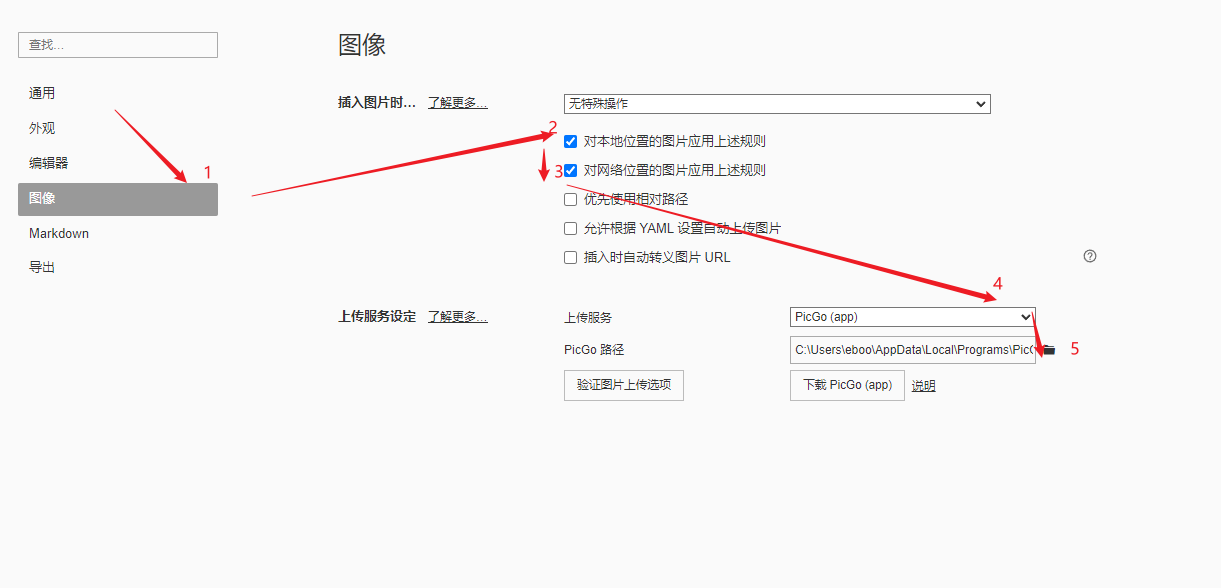 查找...
通用
外观
1
编辑器
图像
Markdown
导出
图像
插入图片时... 了解更多... 无特殊操作
2
对本地位置的图片应用上述规则
3 对网络位置的图片应用上述规则
优先使用相对路径
允许根据 YAML 设置自动上传图片
插入时自动转义图片 URL
4
上传服务设定 了解更多... 上传服务 PicGo (app)
PicGo 路径 C:\Users\eboo\AppData\Local\Programs\PicG 5
验证图片上传选项 下载 PicGo (app) 说明